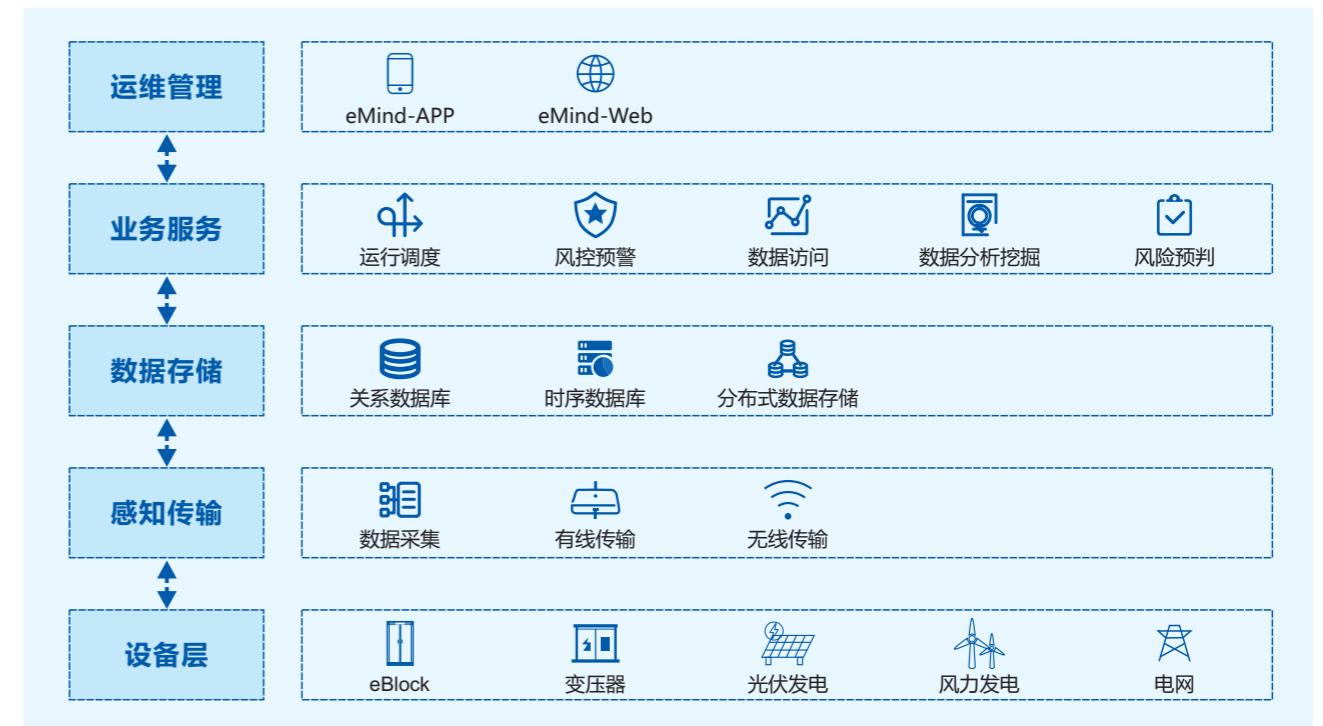 运维管理
eMind-APP
eMind-Web
业务服务
运行调度
风控预警
数据访问
数据分析挖掘
风险预判
数据存储
关系数据库
时序数据库
分布式数据存储
感知传输
数据采集
有线传输
无线传输
设备层
eBlock
变压器
光伏发电
风力发电
电网